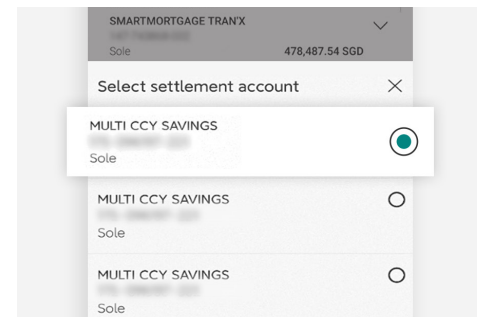 SMARTMORTGAGE TRAN'X
Sole 478,487.54 SGD
Select settlement account
MULTI CCY SAVINGS
Sole
MULTI CCY SAVINGS
Sole
MULTI CCY SAVINGS
Sole